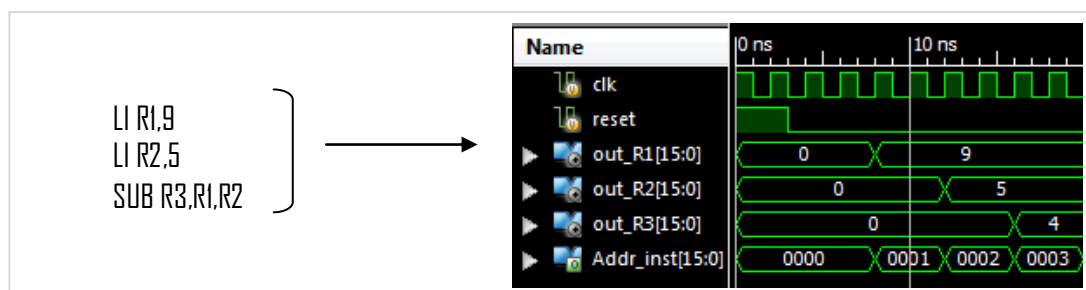 LI R1,9
LI R2,5
SUB R3,R1,R2
Name
0 ns 10 ns
clk
reset
out_R1[15:0] 0 9
out_R2[15:0] 0 5
out_R3[15:0] 0 4
Addr_inst[15:0] 0000 0001 0002 0003